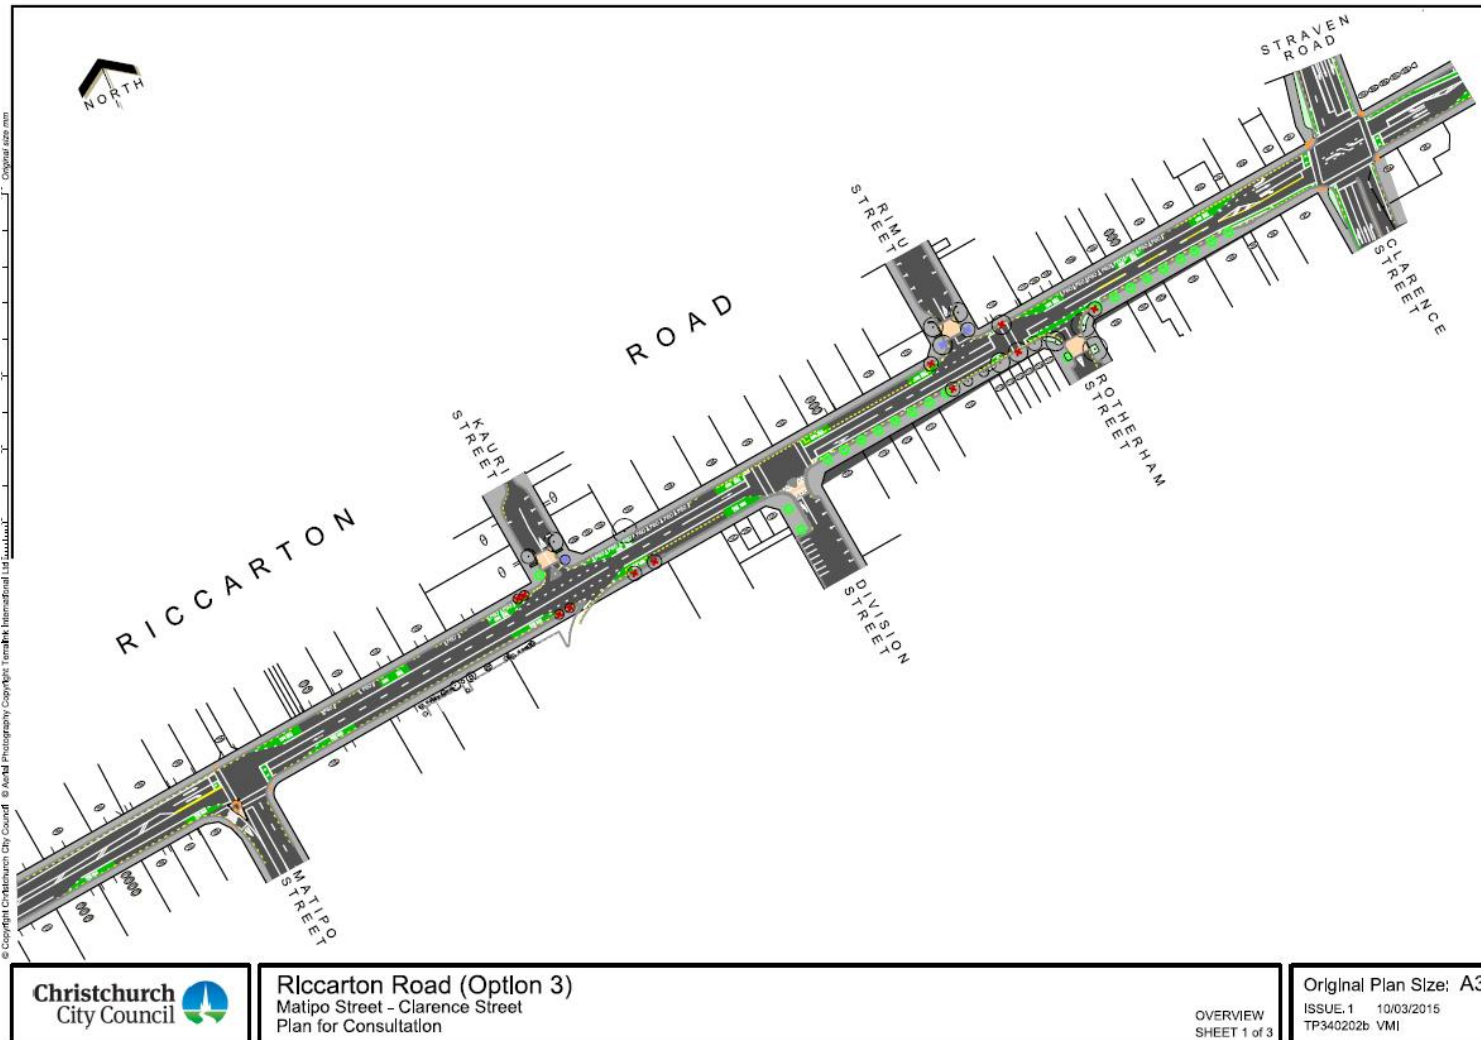 NORTH
STRAVEN
ROAD
RIMU
STREET
ROAD
CLARENCE
STREET
ROTHERHAM
STREET
KAURI
STREET
RICCARTON
DIVISION
STREET
MATIPO
STREET
Original size mm
© Copyright Christchurch City Council © Aerial Photography Copyright Terralink International Ltd
Christchurch
City Council
Riccarton Road (Option 3)
Matipo Street - Clarence Street
Plan for Consultation
OVERVIEW
SHEET 1 of 3
Original Plan Size: A3
ISSUE.1 10/03/2015
TP340202b VMI